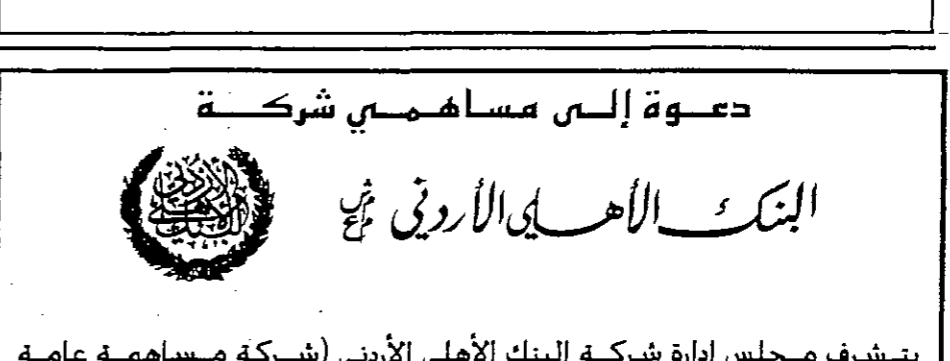 دعوة إلى مساهمي شركة
البنك الأهلي الأردني ش م ع
يتشرف مجلس إدارة شركة البنك الأهلي الأردني (شركة مساهمة عامة